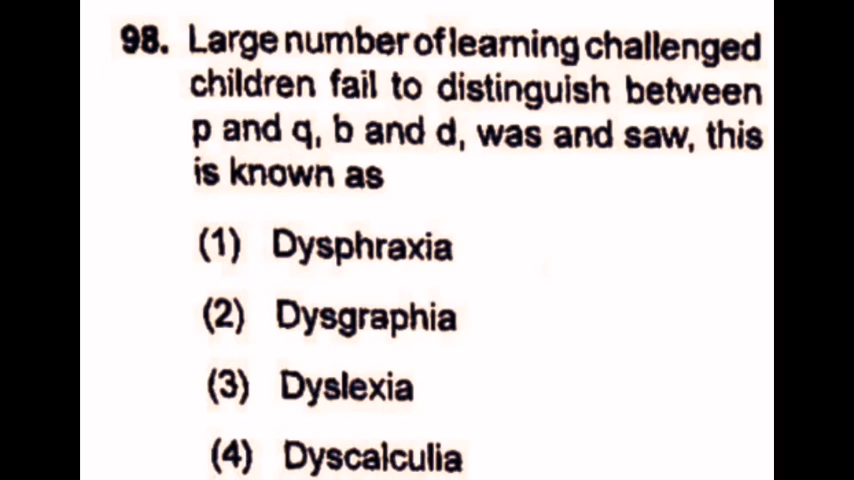 98. Large number of learning challenged
children fail to distinguish between
p and q, b and d, was and saw, this
is known as
(1) Dysphraxia
(2) Dysgraphia
(3) Dyslexia
(4) Dyscalculia